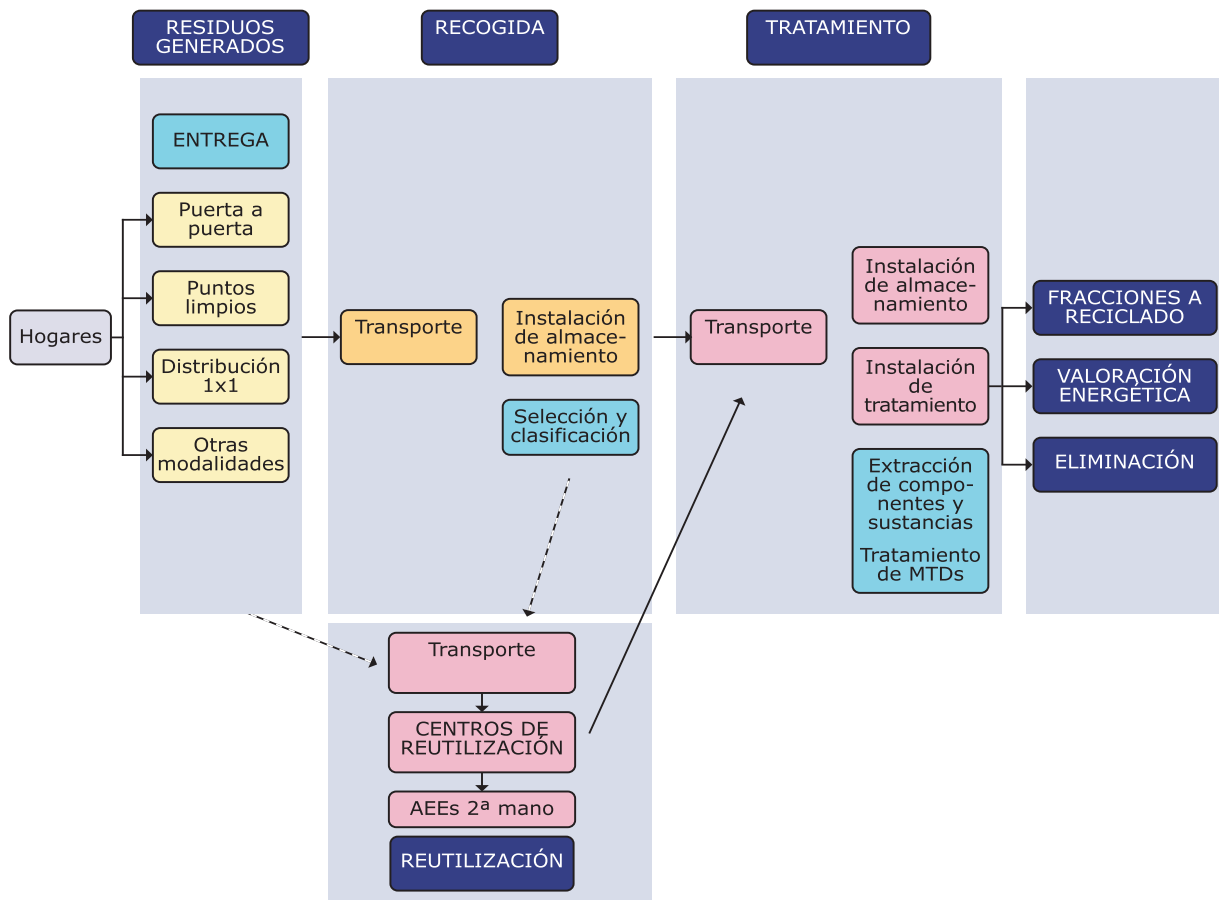 RESIDUOS
GENERADOS
RECOGIDA
TRATAMIENTO
ENTREGA
Puerta a
puerta
Puntos
limpios
Hogares
Distribución
1x1
Otras
modalidades
Transporte
Instalación
de almace-
namiento
Selección y
clasificación
Transporte
Instalación
de almace-
namiento
Instalación
de
tratamiento
Extracción
de compo-
nentes y
sustancias
Tratamiento
de MTDs
FRACCIONES A
RECICLADO
VALORACIÓN
ENERGÉTICA
ELIMINACIÓN
Transporte
CENTROS DE
REUTILIZACIÓN
AEEs 2ª mano
REUTILIZACIÓN